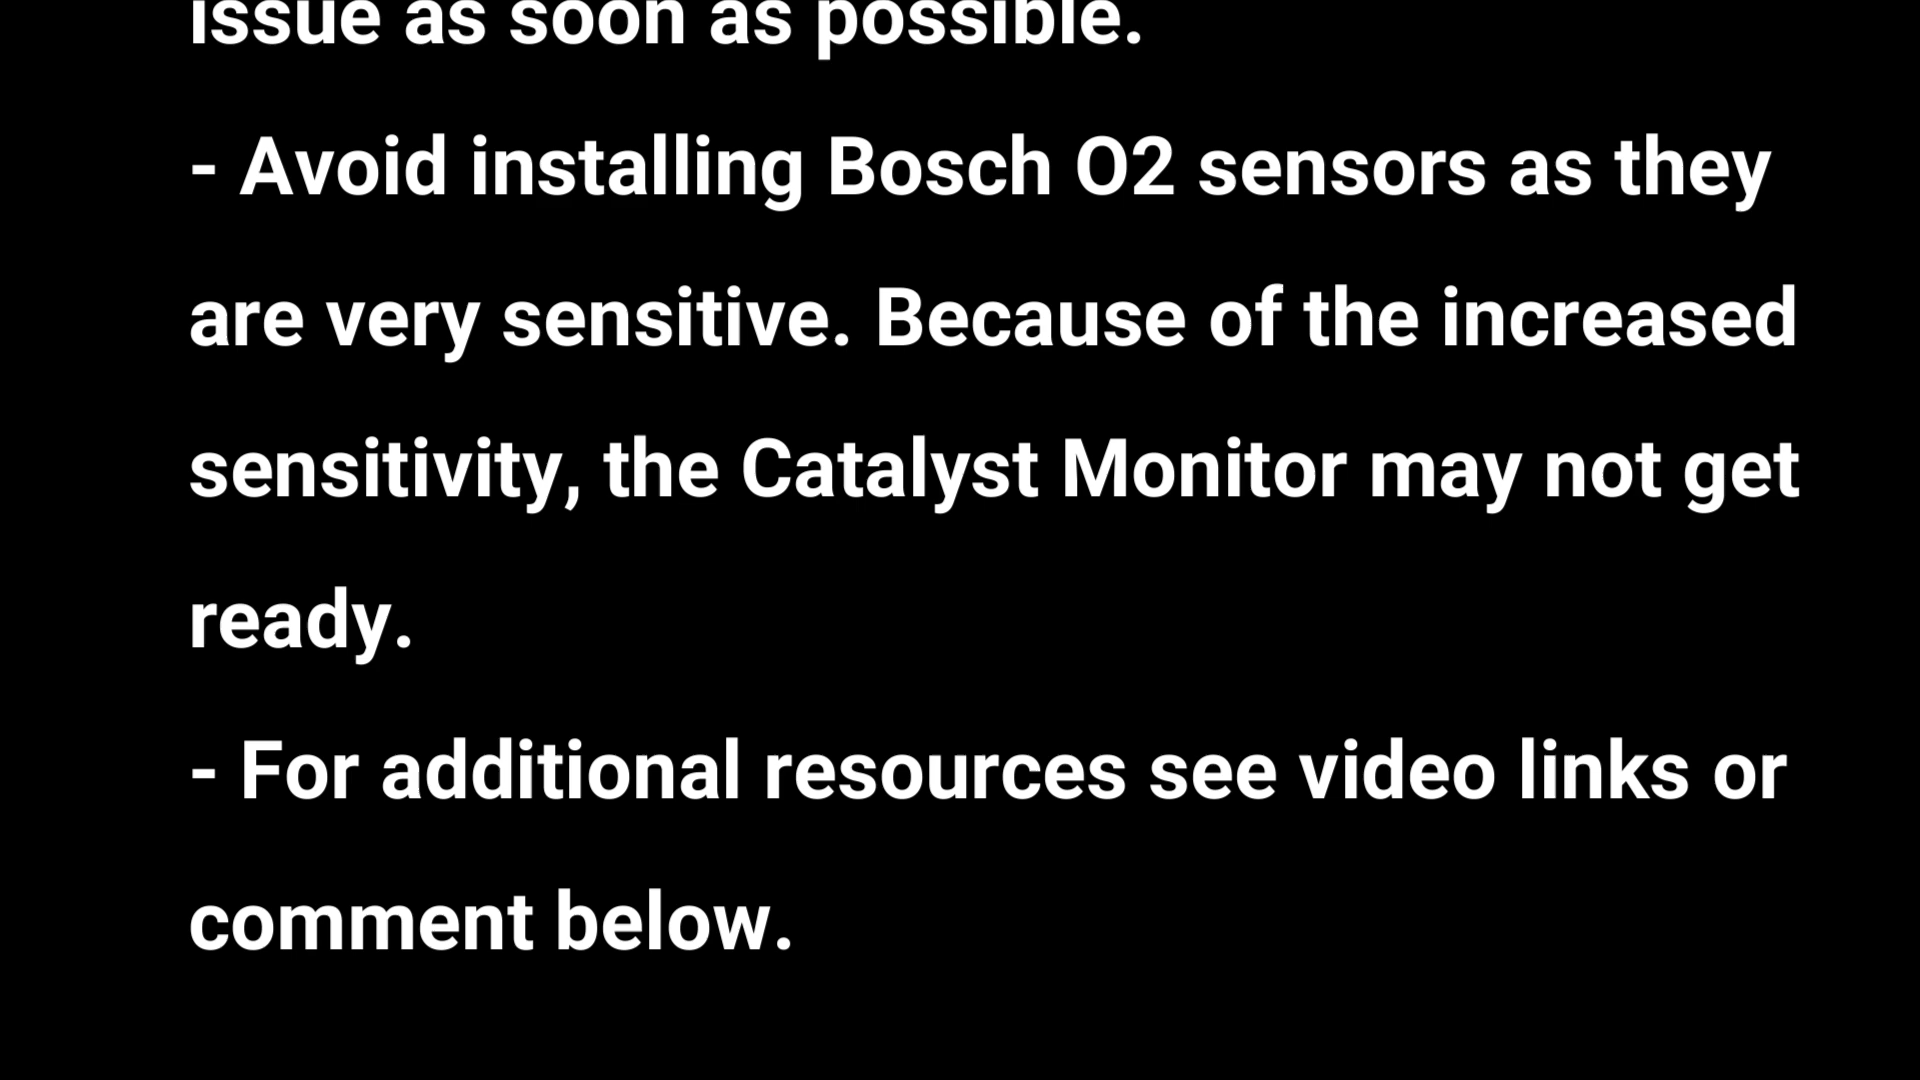 issue as soon as possible.
- Avoid installing Bosch O2 sensors as they
are very sensitive. Because of the increased
sensitivity, the Catalyst Monitor may not get
ready.
- For additional resources see video links or
comment below.